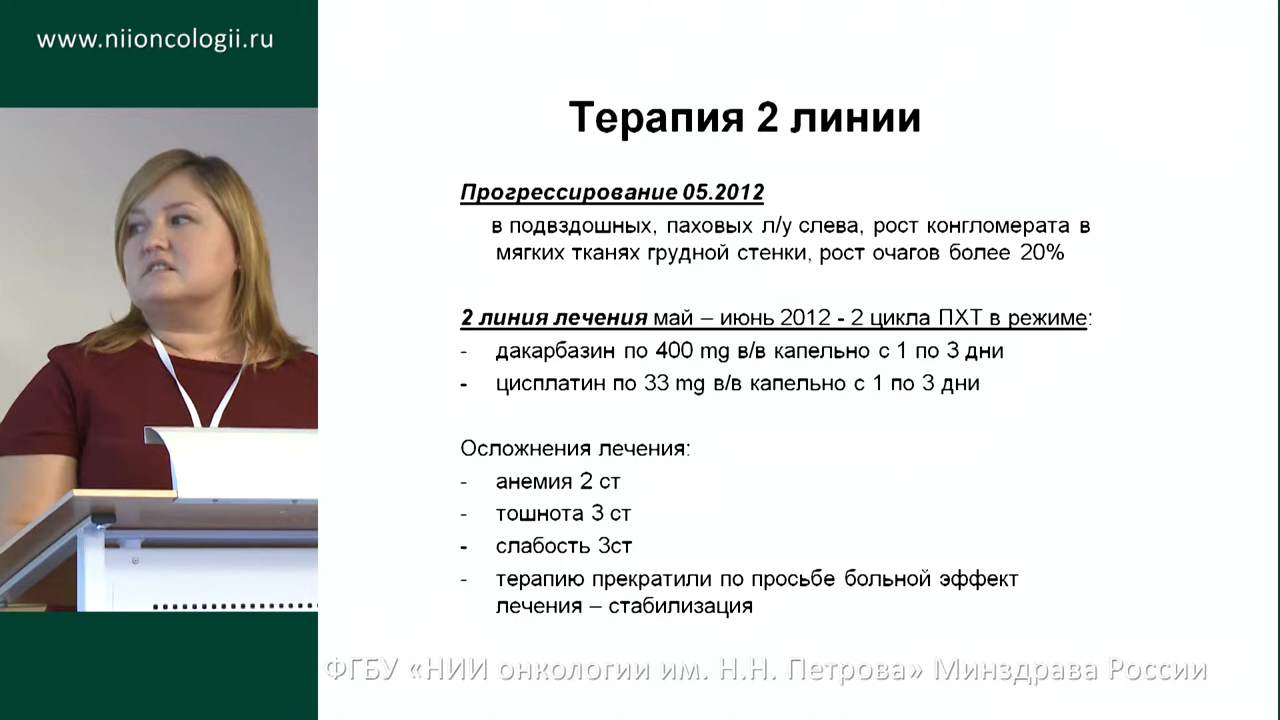 www.niioncologii.ru
Терапия 2 линии
Прогрессирование 05.2012
в подвздошных, паховых л/у слева, рост конгломерата в
мягких тканях грудной стенки, рост очагов более 20%
2 линия лечения май – июнь 2012 - 2 цикла ПХТ в режиме:
- дакарбазин по 400 mg в/в капельно с 1 по 3 дни
- цисплатин по 33 mg в/в капельно с 1 по 3 дни
Осложнения лечения:
- анемия 2 ст
- тошнота 3 ст
- слабость 3ст
- терапию прекратили по просьбе больной эффект
лечения – стабилизация
ФГБУ «НИИ онкологии им. Н.Н. Петрова» Минздрава России